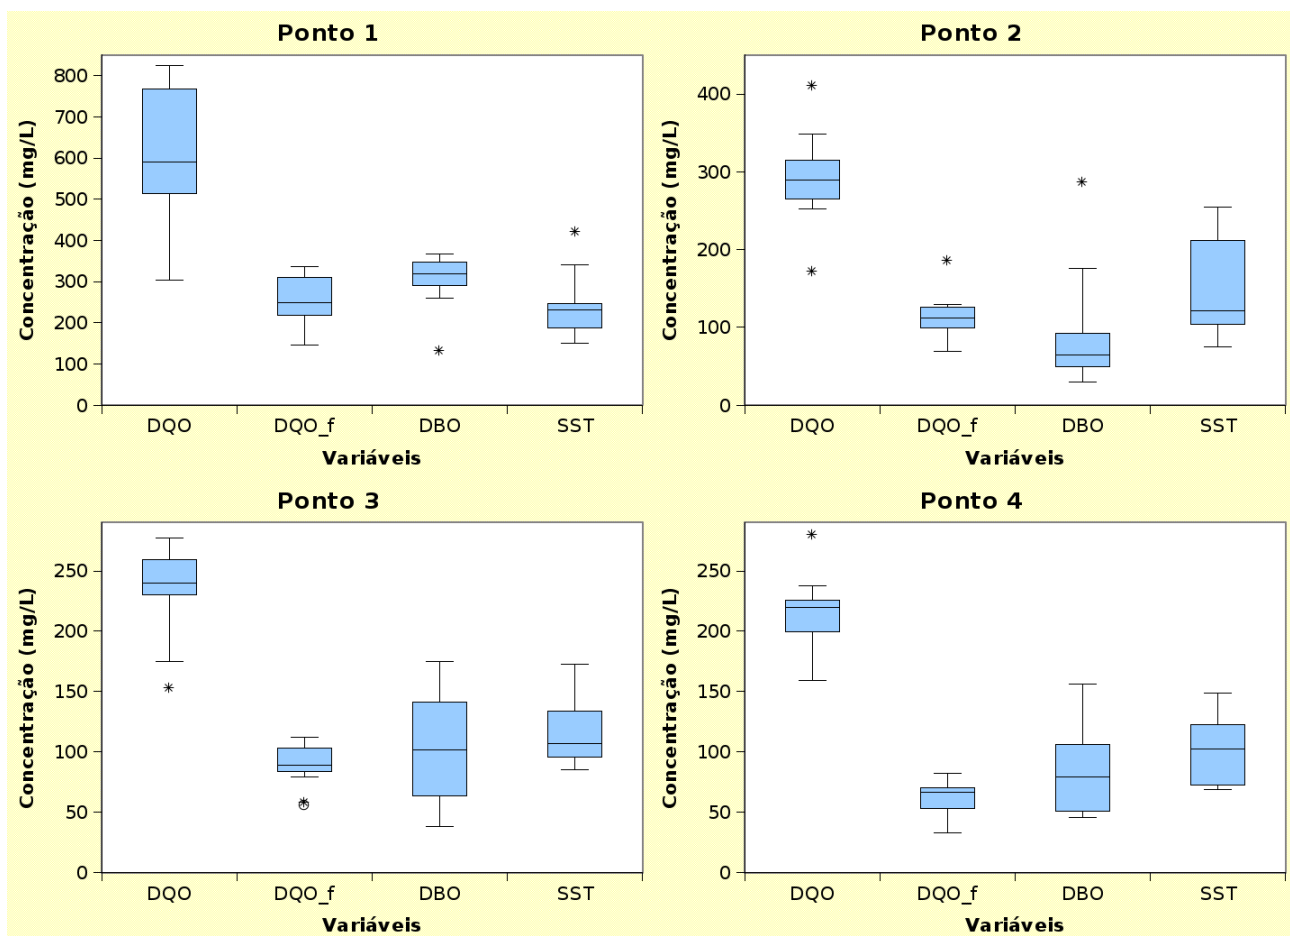 Ponto 1
Concentração (mg/L)
800
700
600
500
400
300
200
100
0
DQO DQO_f DBO SST
Variáveis
Ponto 2
Concentração (mg/L)
400
300
200
100
0
DQO DQO_f DBO SST
Variáveis
Ponto 3
Concentração (mg/L)
250
200
150
100
50
0
DQO DQO_f DBO SST
Variáveis
Ponto 4
Concentração (mg/L)
250
200
150
100
50
0
DQO DQO_f DBO SST
Variáveis